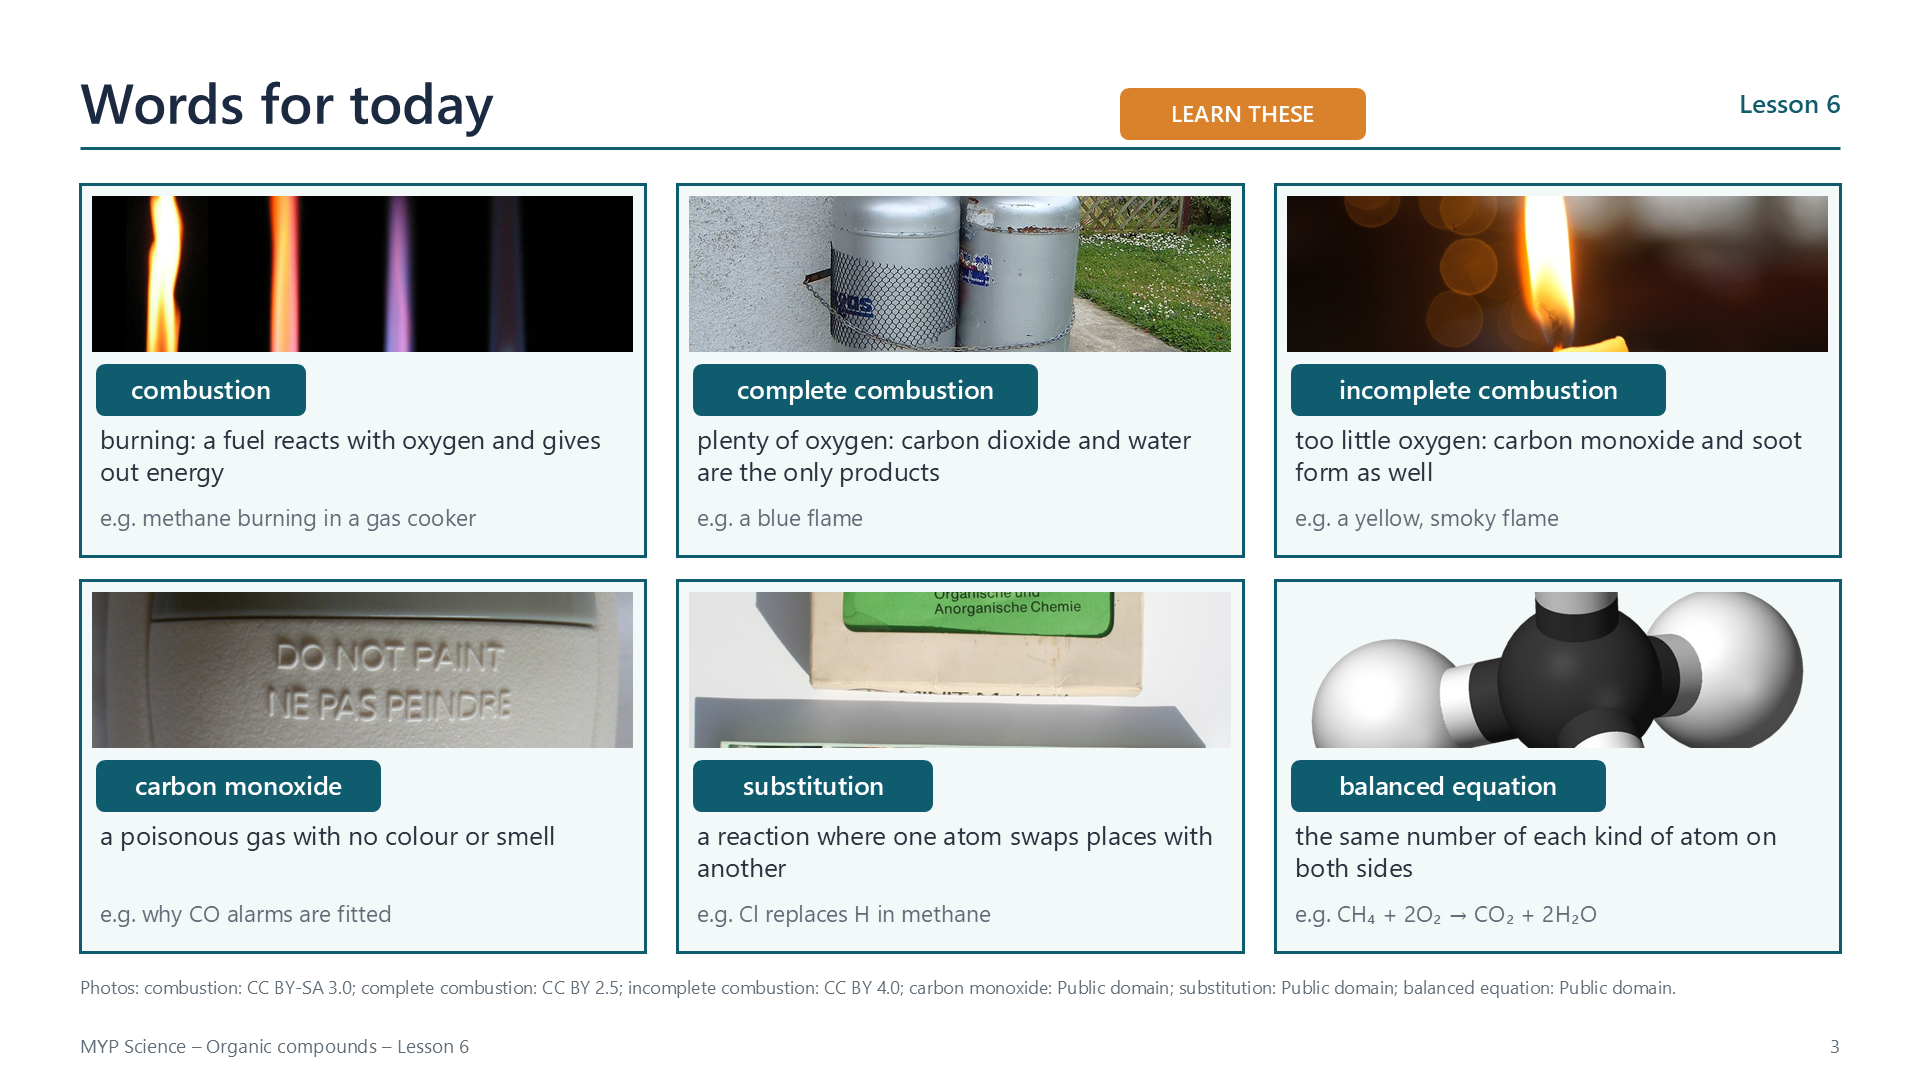 Words for today
LEARN THESE
Lesson 6
combustion
burning: a fuel reacts with oxygen and gives
out energy
e.g. methane burning in a gas cooker
complete combustion
plenty of oxygen: carbon dioxide and water
are the only products
e.g. a blue flame
incomplete combustion
too little oxygen: carbon monoxide and soot
form as well
e.g. a yellow, smoky flame
DO NOT PAINT
NE PAS PEINDRE
carbon monoxide
a poisonous gas with no colour or smell
e.g. why CO alarms are fitted
Organische und
Anorganische Chemie
substitution
a reaction where one atom swaps places with
another
e.g. Cl replaces H in methane
balanced equation
the same number of each kind of atom on
both sides
e.g. CH₄ + 2O₂ → CO₂ + 2H₂O
Photos: combustion: CC BY-SA 3.0; complete combustion: CC BY 2.5; incomplete combustion: CC BY 4.0; carbon monoxide: Public domain; substitution: Public domain; balanced equation: Public domain.
MYP Science – Organic compounds – Lesson 6
3